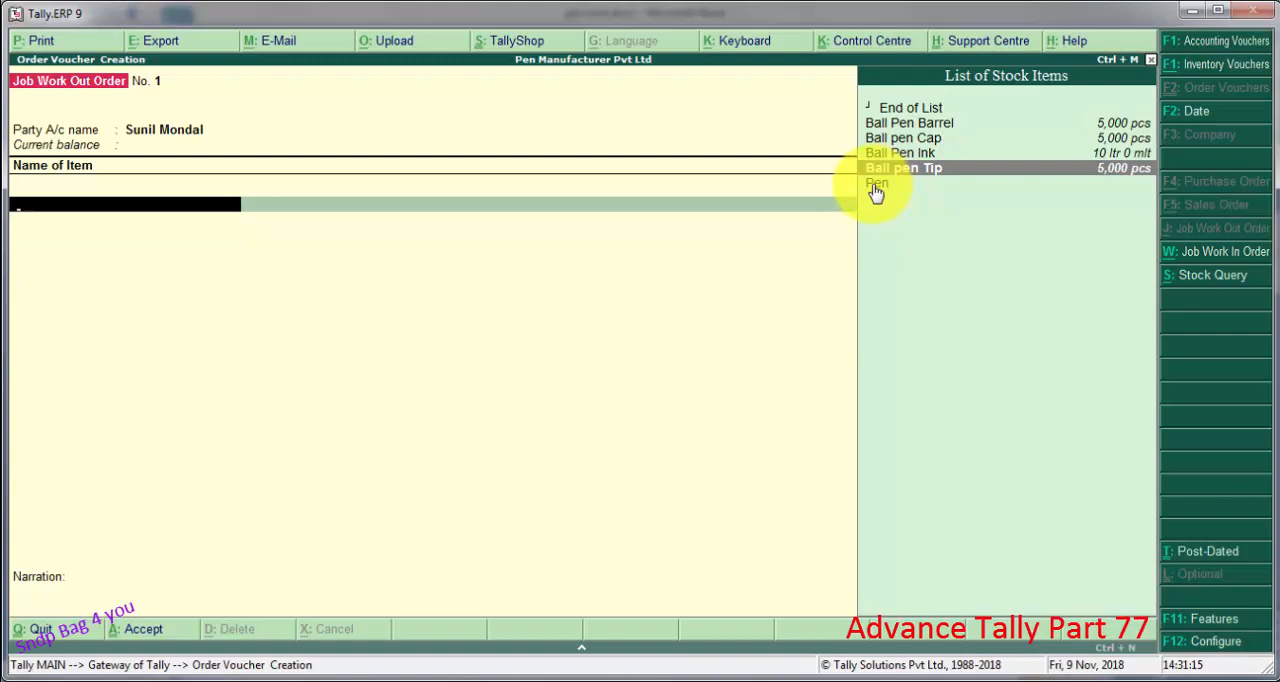 Tally.ERP 9
P: Print
E: Export
M: E-Mail
O: Upload
S: TallyShop
G: Language
K: Keyboard
K: Control Centre
H: Support Centre
H: Help
Order Voucher Creation
Pen Manufacturer Pvt Ltd
Ctrl + M
Job Work Out Order No. 1
Party A/c name : Sunil Mondal
Current balance :
Name of Item
Narration:
List of Stock Items
End of List
Ball Pen Barrel 5,000 pcs
Ball pen Cap 5,000 pcs
Ball Pen Ink 10 ltr 0 mlt
Ball pen Tip 5,000 pcs
Pen
F1: Accounting Vouchers
F1: Inventory Vouchers
F2: Order Vouchers
F2: Date
F3: Company
F4: Purchase Order
F5: Sales Order
J: Job Work Out Order
W: Job Work In Order
S: Stock Query
T: Post-Dated
L: Optional
F11: Features
F12: Configure
Q: Quit
A: Accept
D: Delete
X: Cancel
Sndp Bag 4 you
Advance Tally Part 77
Ctrl + N
Tally MAIN --> Gateway of Tally --> Order Voucher Creation
© Tally Solutions Pvt Ltd., 1988-2018
Fri, 9 Nov, 2018
14:31:15